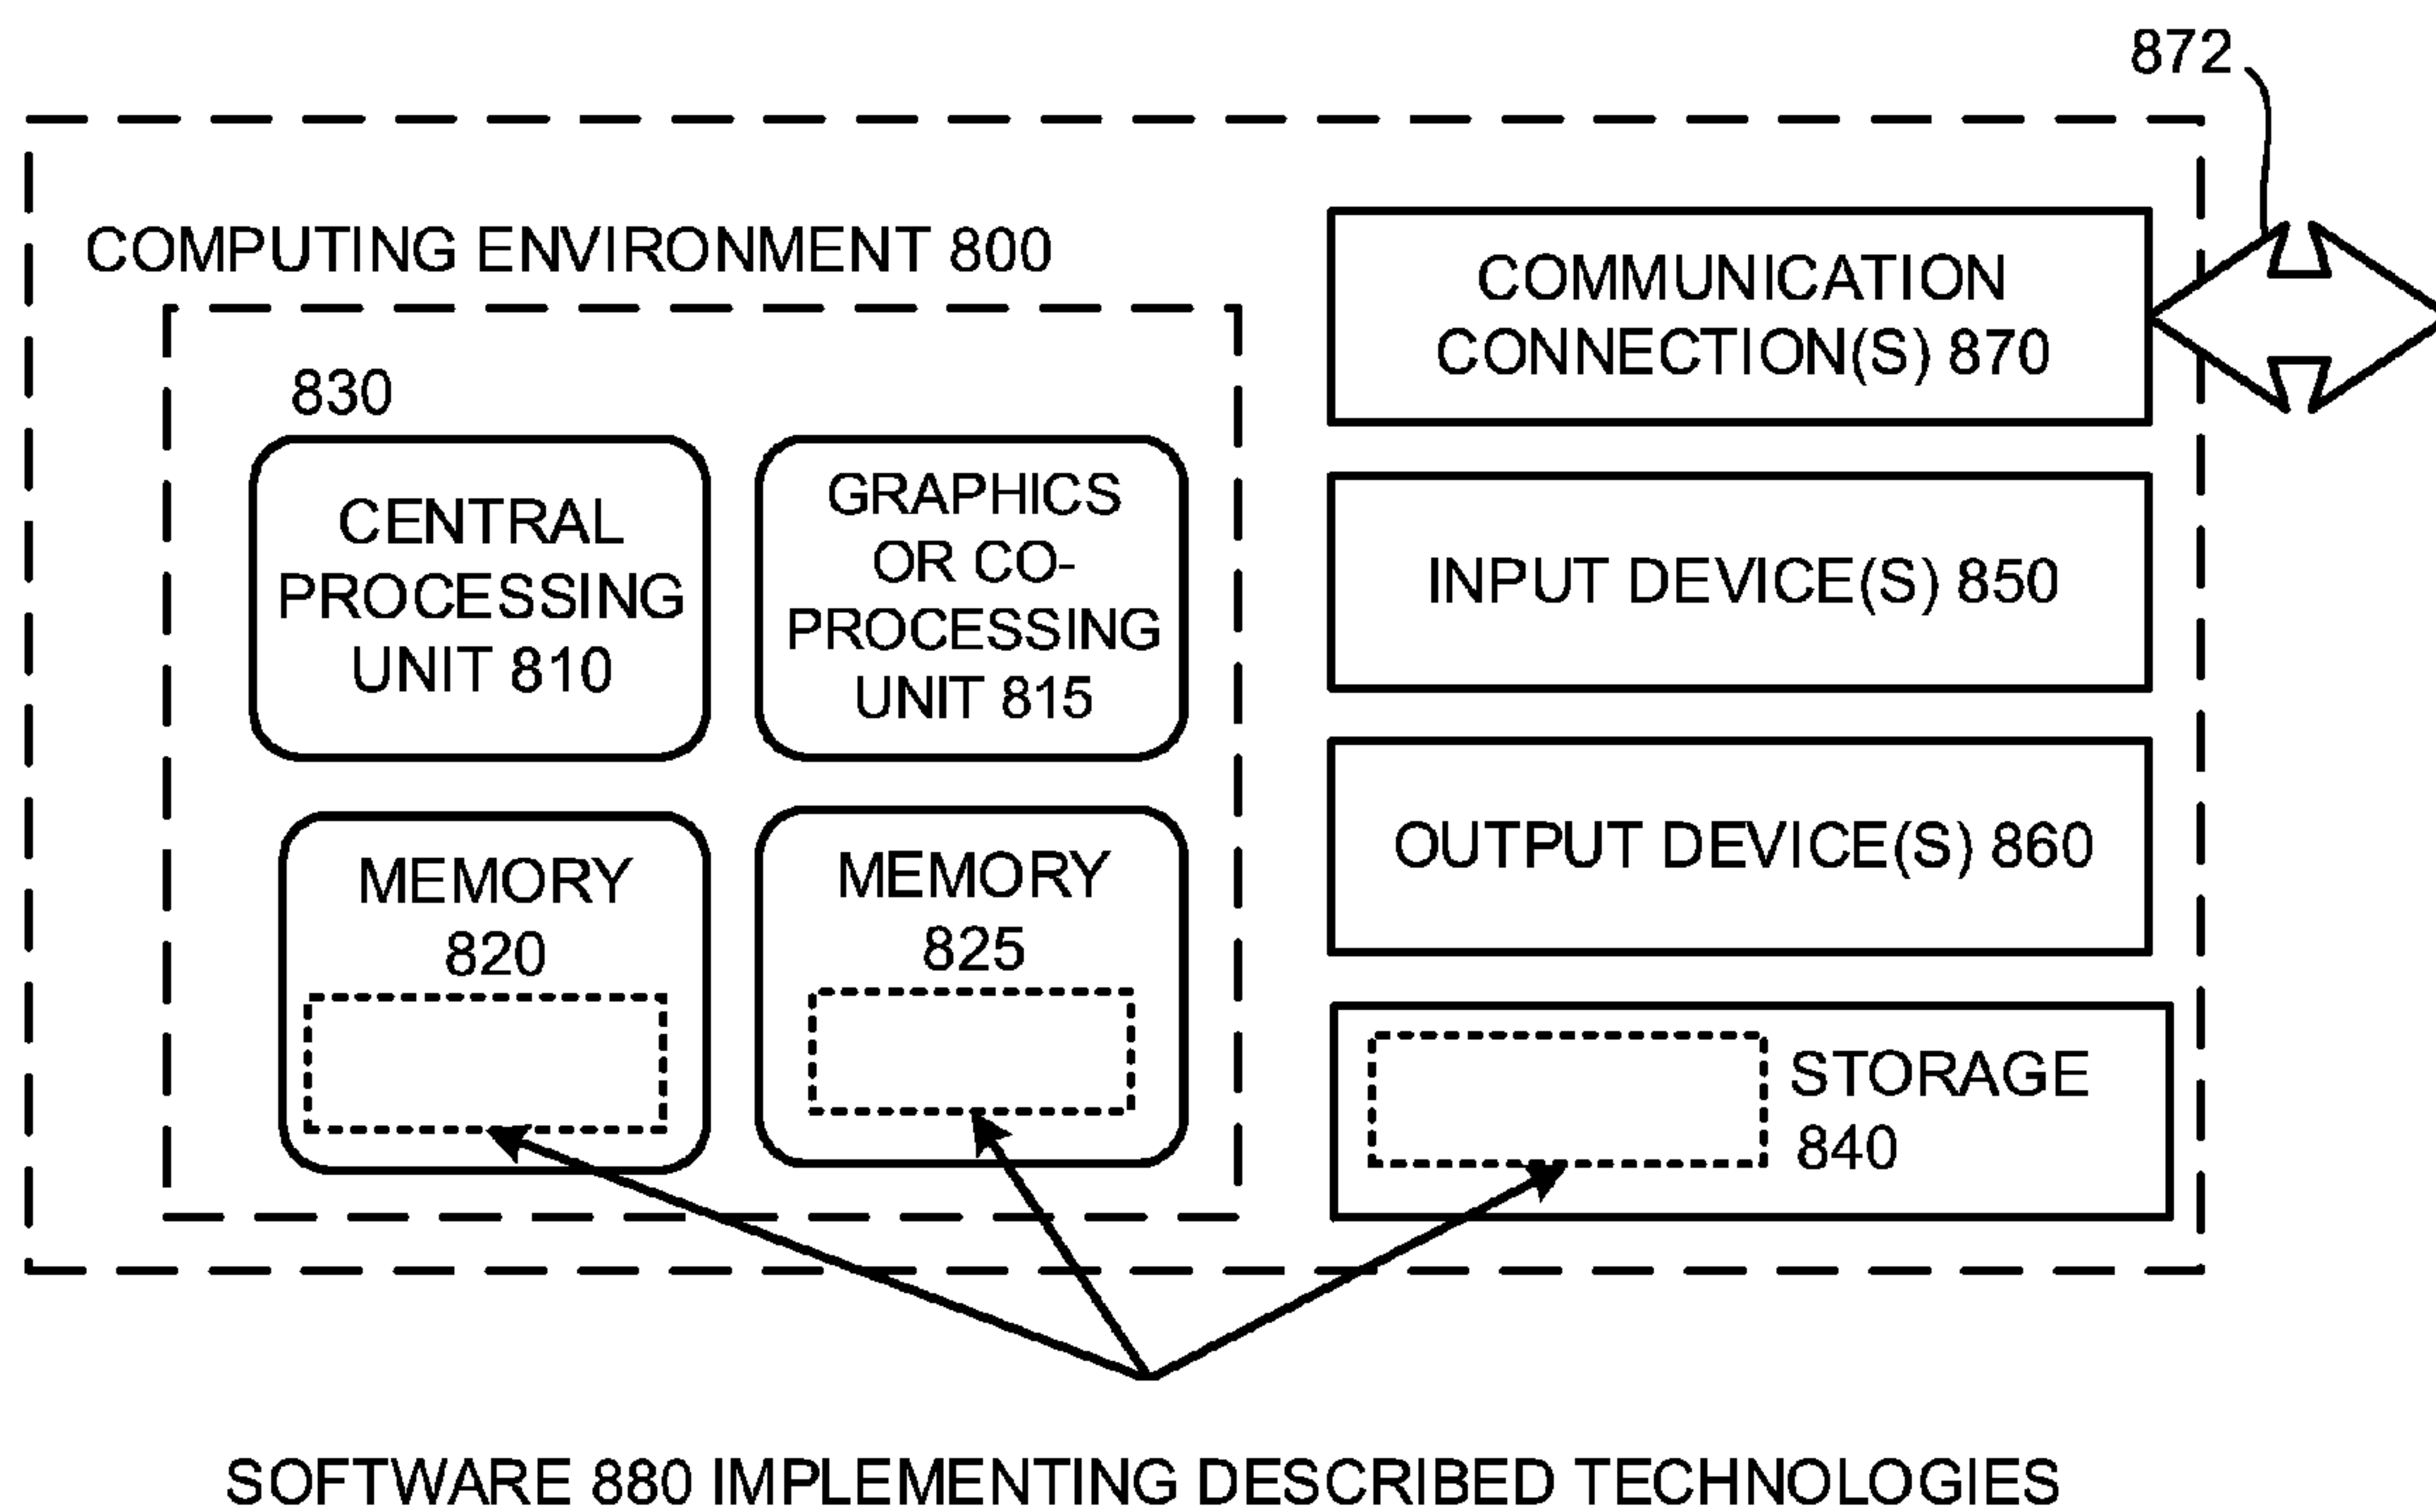 872
COMPUTING ENVIRONMENT 800
830
CENTRAL
PROCESSING
UNIT 810
GRAPHICS
OR CO-
PROCESSING
UNIT 815
MEMORY
820
MEMORY
825
COMMUNICATION
CONNECTION(S) 870
INPUT DEVICE(S) 850
OUTPUT DEVICE(S) 860
STORAGE
840
SOFTWARE 880 IMPLEMENTING DESCRIBED TECHNOLOGIES